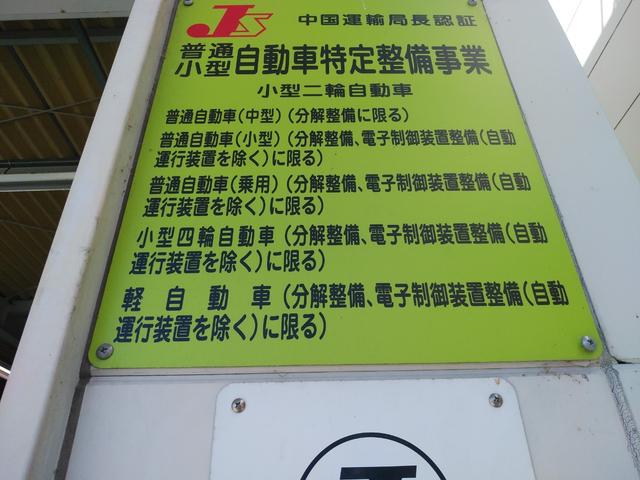 JS 中国運輸局長認証
普通
小型 自動車特定整備事業
小型二輪自動車
普通自動車(中型)(分解整備に限る)
普通自動車(小型)(分解整備、電子制御装置整備(自動
運行装置を除く)に限る)
普通自動車(乗用)(分解整備、電子制御装置整備(自動
運行装置を除く)に限る)
小型四輪自動車(分解整備、電子制御装置整備(自動
運行装置を除く)に限る)
軽自動車(分解整備、電子制御装置整備(自動
運行装置を除く)に限る)